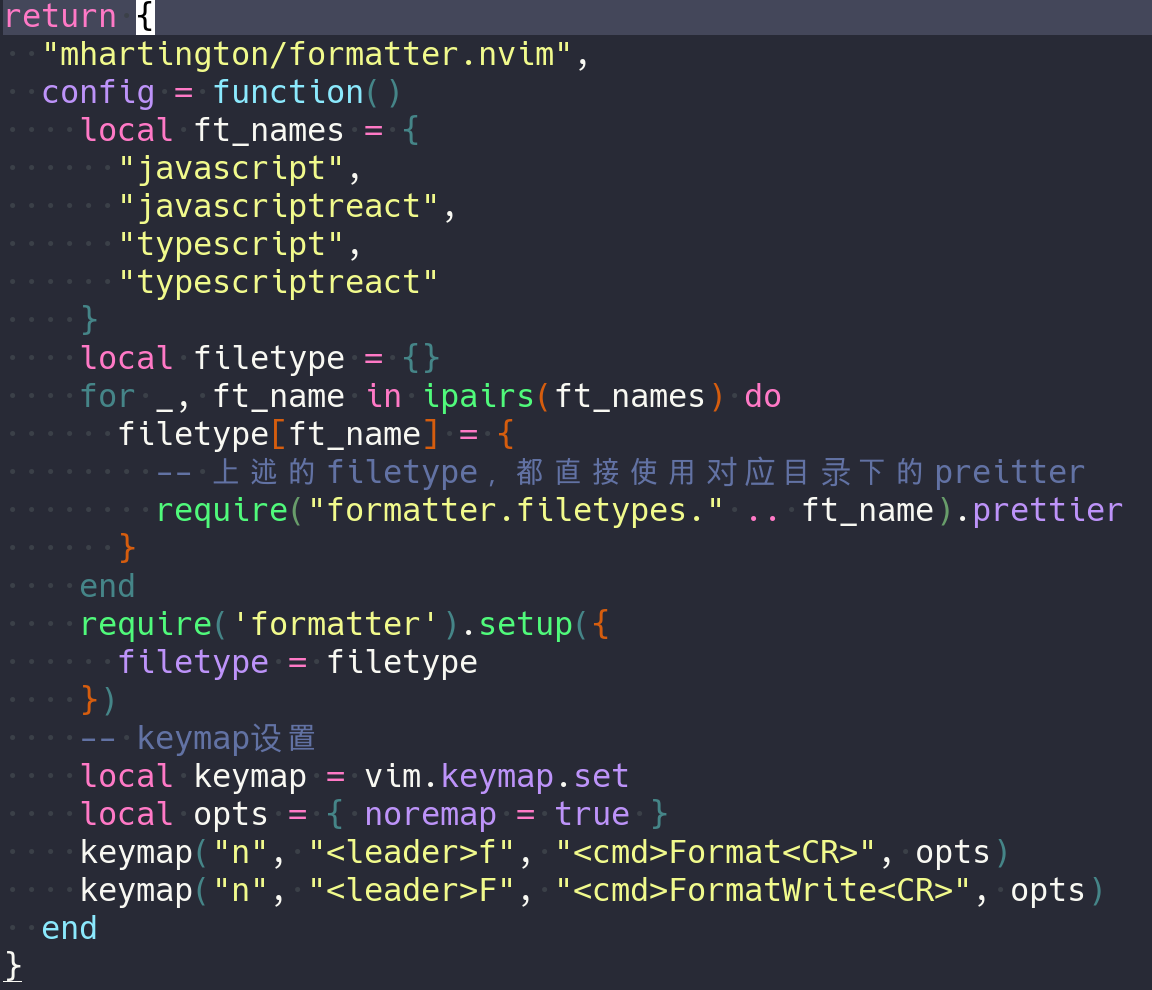 return {
  "mhartington/formatter.nvim",
  config = function()
    local ft_names = {
      "javascript",
      "javascriptreact",
      "typescript",
      "typescriptreact"
    }
    local filetype = {}
    for _, ft_name in ipairs(ft_names) do
      filetype[ft_name] = {
        -- 上述的filetype，都直接使用对应目录下的preitter
        require("formatter.filetypes." .. ft_name).prettier
      }
    end
    require('formatter').setup({
      filetype = filetype
    })
    -- keymap设置
    local keymap = vim.keymap.set
    local opts = { noremap = true }
    keymap("n", "<leader>f", "<cmd>Format<CR>", opts)
    keymap("n", "<leader>F", "<cmd>FormatWrite<CR>", opts)
  end
}